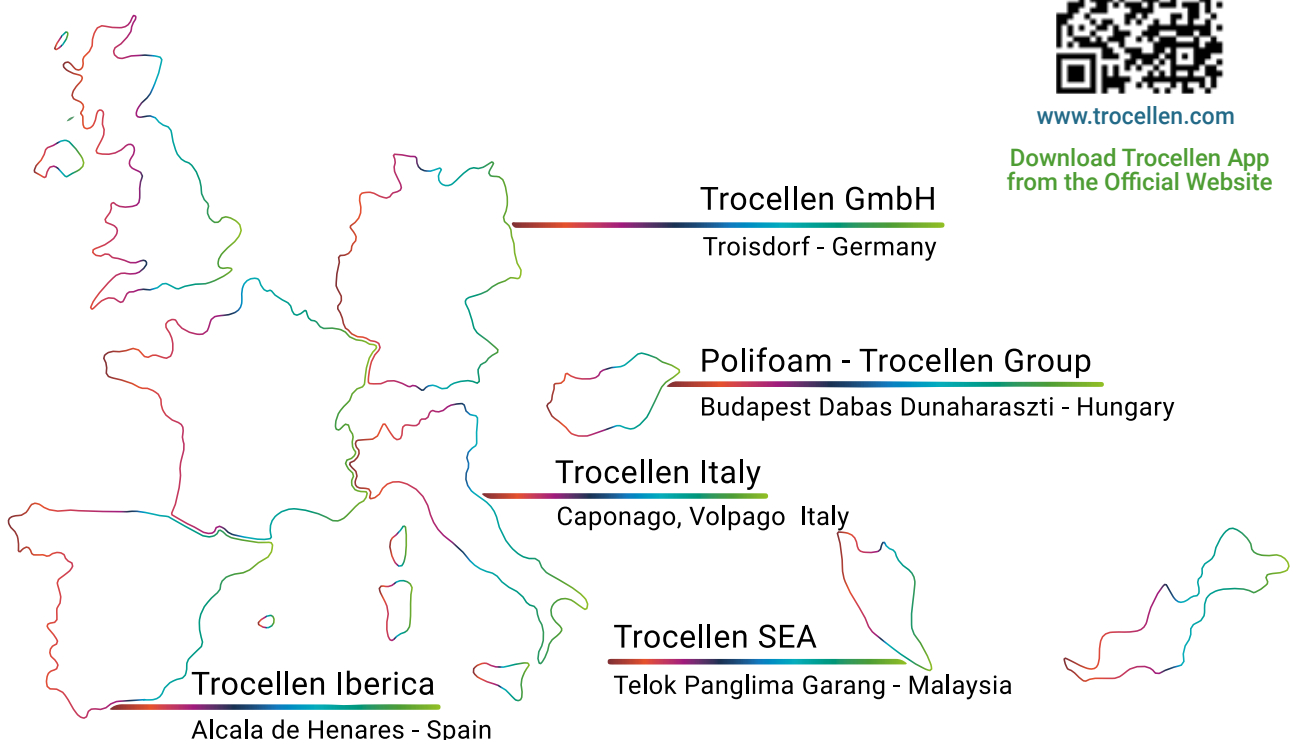 www.trocellen.com
Download Trocellen App
from the Official Website
Trocellen GmbH
Troisdorf - Germany
Polifoam - Trocellen Group
Budapest Dabas Dunaharaszti - Hungary
Trocellen Italy
Caponago, Volpago Italy
Trocellen SEA
Telok Panglima Garang - Malaysia
Trocellen Iberica
Alcala de Henares - Spain